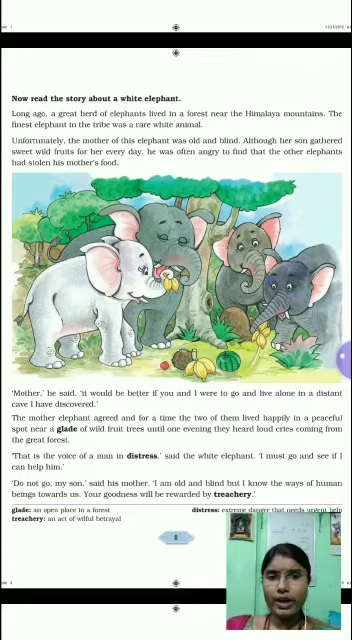 11/27/2015
Now read the story about a white elephant.
Long ago, a great herd of elephants lived in a forest near the Himalaya mountains. The
finest elephant in the tribe was a rare white animal.
Unfortunately, the mother of this elephant was old and blind. Although her son gathered
sweet wild fruits for her every day, he was often angry to find that the other elephants
had stolen his mother's food.
'Mother,' he said, 'it would be better if you and I were to go and live alone in a distant
cave I have discovered.'
The mother elephant agreed and for a time the two of them lived happily in a peaceful
spot near a glade of wild fruit trees until one evening they heard loud cries coming from
the great forest.
'That is the voice of a man in distress,' said the white elephant. 'I must go and see if I
can help him.'
'Do not go, my son,' said his mother. 'I am old and blind but I know the ways of human
beings towards us. Your goodness will be rewarded by treachery.'
glade: an open place in a forest
distress: extreme danger that needs urgent help
treachery: an act of wilful betrayal
8